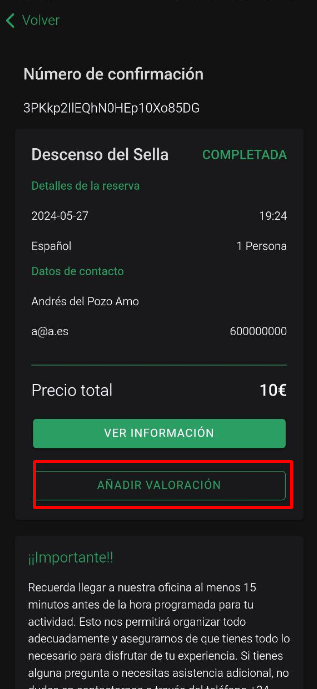 Volver
Número de confirmación
3PKkp2IlEQhN0HEp10Xo85DG
Descenso del Sella COMPLETADA
Detalles de la reserva
2024-05-27 19:24
Español 1 Persona
Datos de contacto
Andrés del Pozo Amo
a@a.es 600000000
Precio total 10€
VER INFORMACIÓN
AÑADIR VALORACIÓN
¡¡Importante!!
Recuerda llegar a nuestra oficina al menos 15
minutos antes de la hora programada para tu
actividad. Esto nos permitirá organizar todo
adecuadamente y asegurarnos de que tienes todo lo
necesario para disfrutar de tu experiencia. Si tienes
alguna pregunta o necesitas asistencia adicional, no